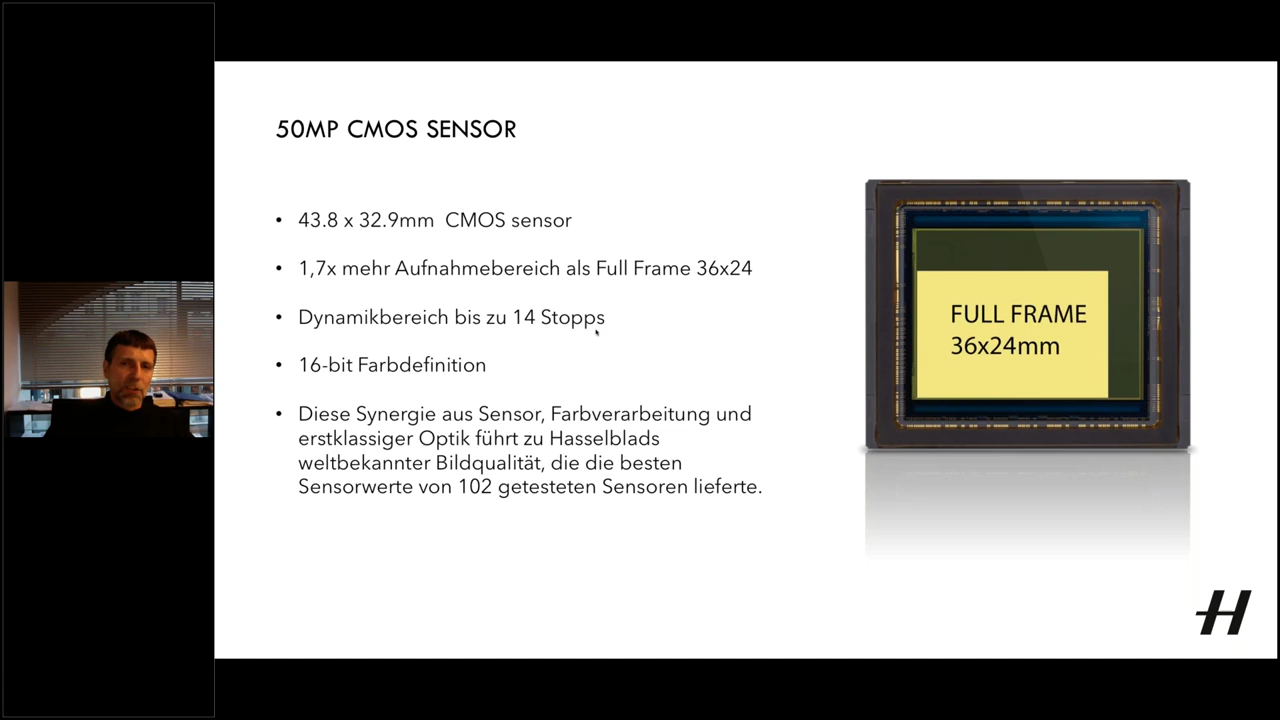 50MP CMOS SENSOR
• 43.8 x 32.9mm CMOS sensor
• 1,7x mehr Aufnahmebereich als Full Frame 36x24
• Dynamikbereich bis zu 14 Stopps
• 16-bit Farbdefinition
• Diese Synergie aus Sensor, Farbverarbeitung und
erstklassiger Optik führt zu Hasselblads
weltbekannter Bildqualität, die die besten
Sensorwerte von 102 getesteten Sensoren lieferte.
FULL FRAME
36x24mm
H